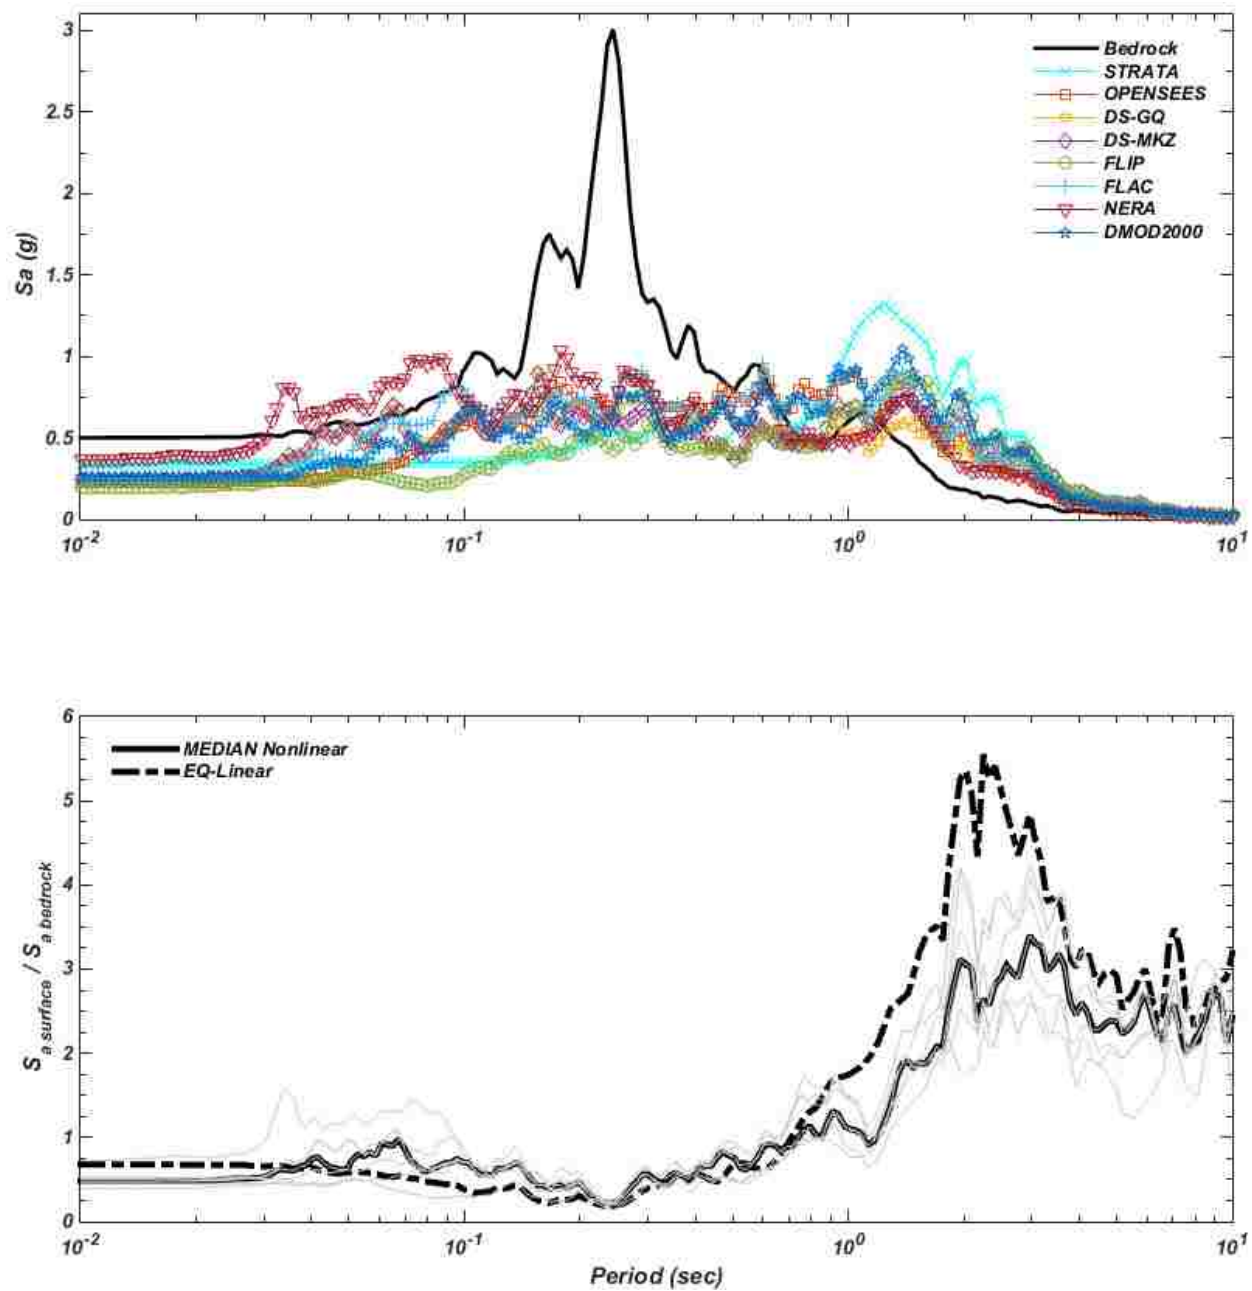 3
2.5
2
1.5
1
0.5
0
Sa (g)
Bedrock
STRATA
OPENSEES
DS-GQ
DS-MKZ
FLIP
FLAC
NERA
DMOD2000
10⁻² 10⁻¹ 10⁰ 10¹
6
5
4
3
2
1
0
S a surface / S a bedrock
MEDIAN Nonlinear
EQ-Linear
10⁻² 10⁻¹ 10⁰ 10¹
Period (sec)